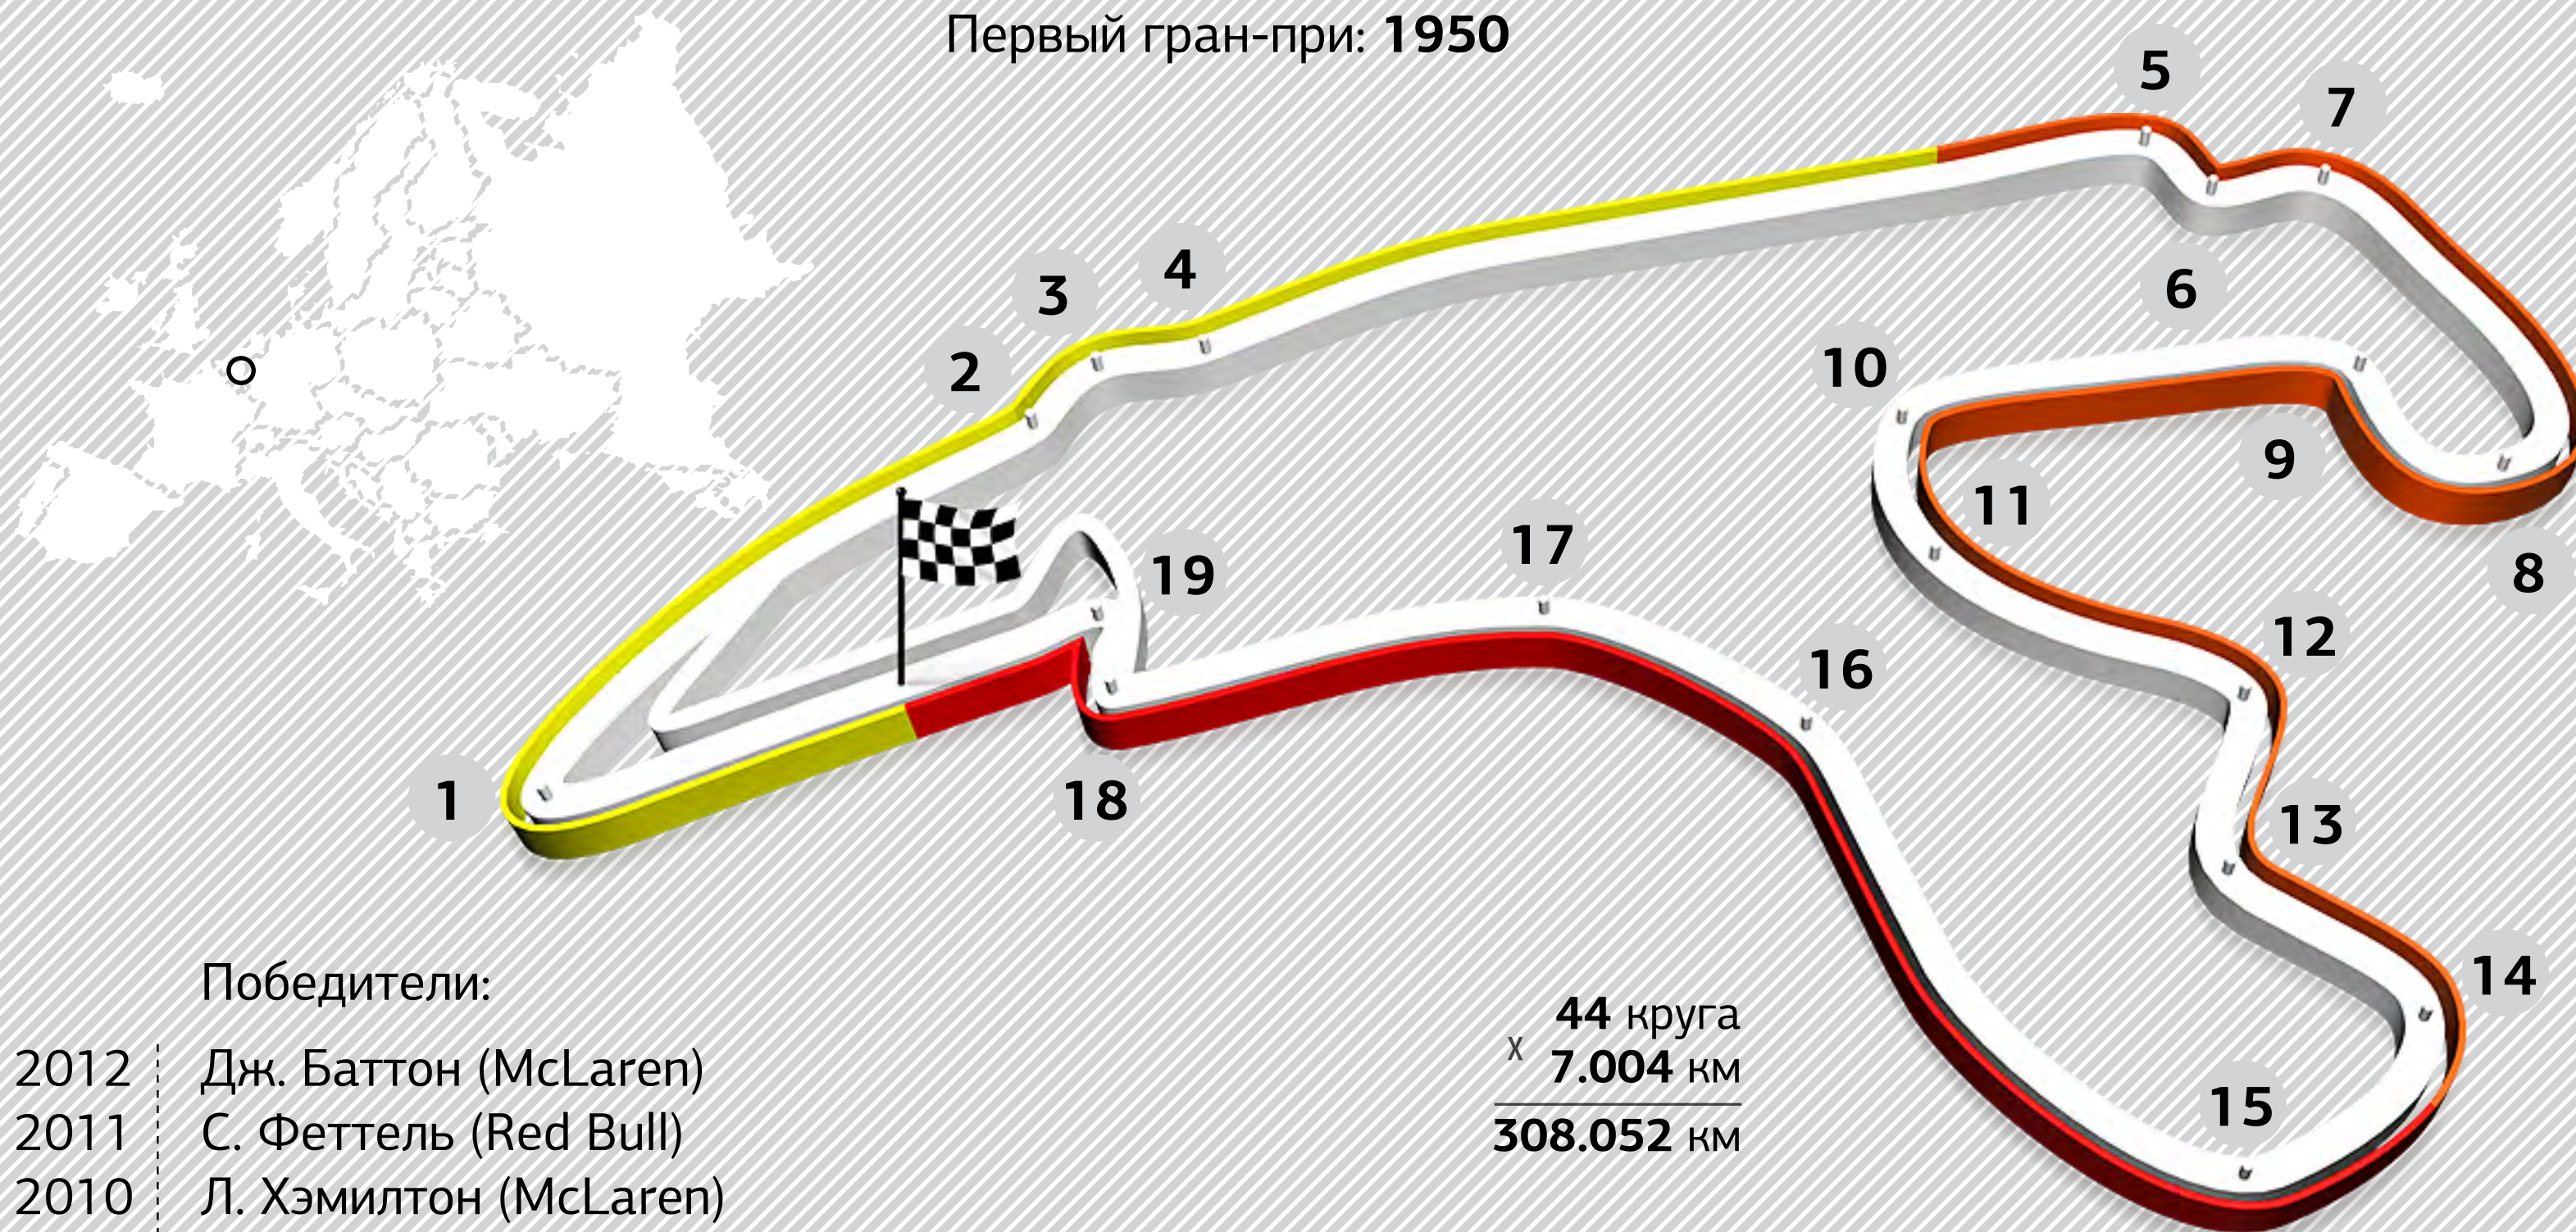 Первый гран-при: 1950
5
7
3
4
6
2
10
9
11
17
19
8
12
16
1
18
13
14
15
Победители:
2012 Дж. Баттон (McLaren)
2011 С. Феттель (Red Bull)
2010 Л. Хэмилтон (McLaren)
44 круга
x 7.004 км
308.052 км